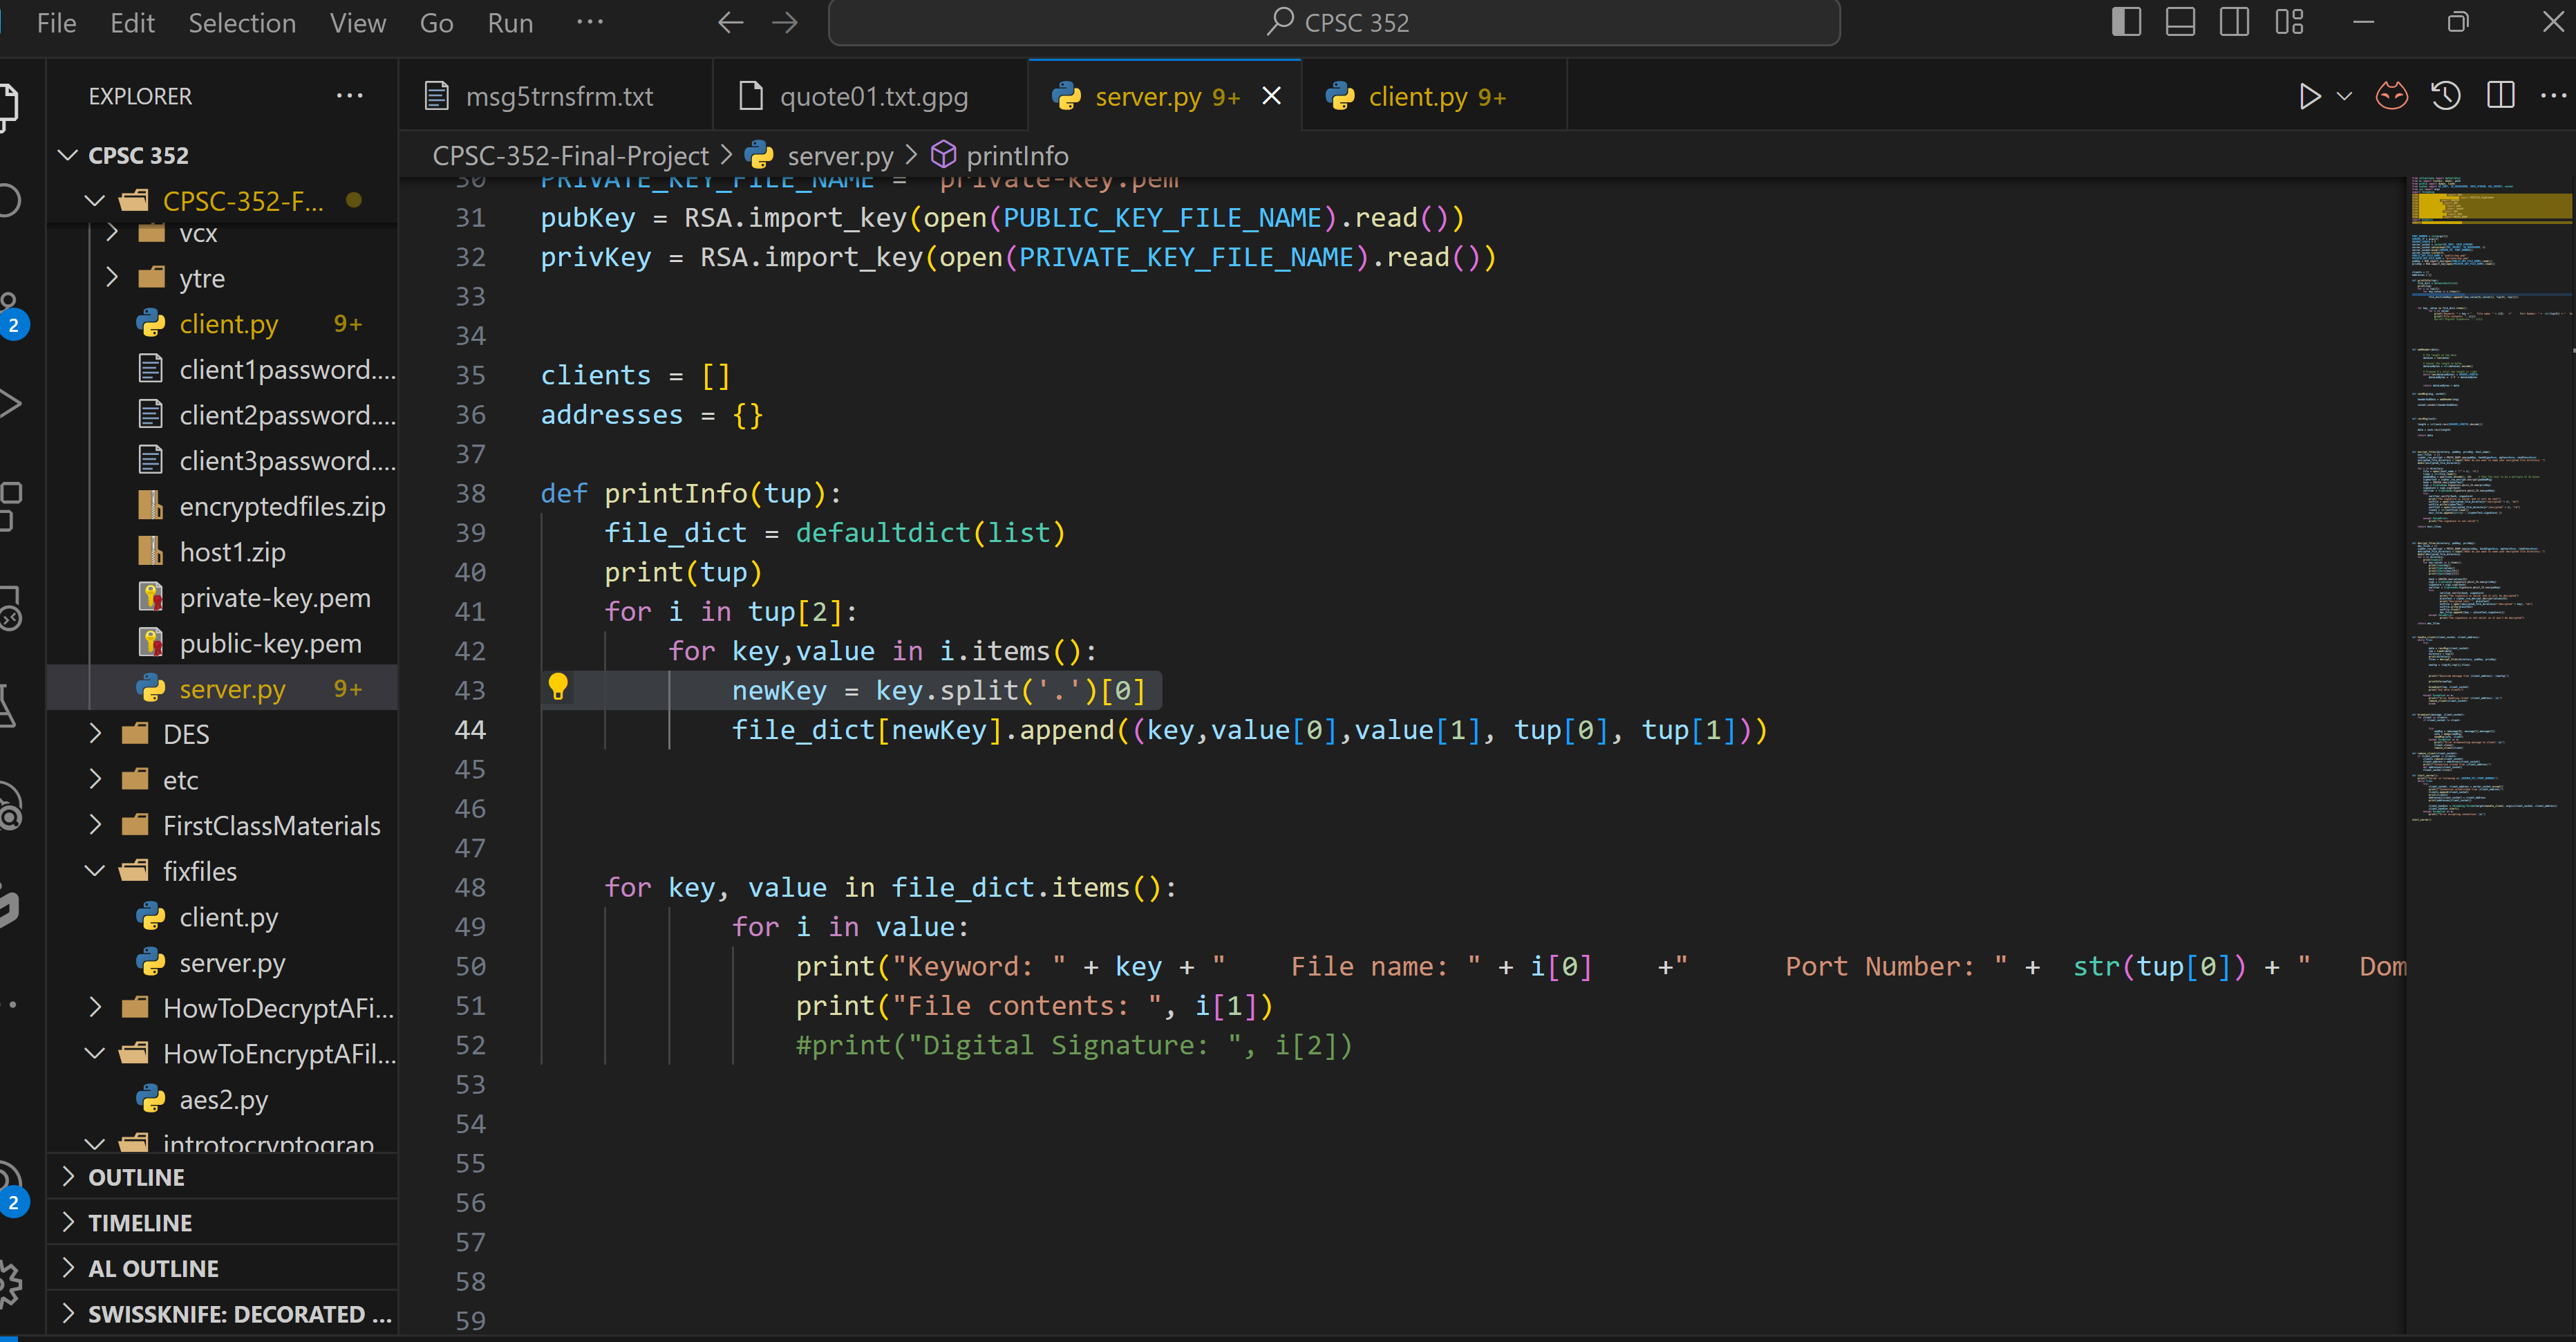 File Edit Selection View Go Run ··· CPSC 352
EXPLORER ···
msg5trnsfrm.txt quote01.txt.gpg server.py 9+ client.py 9+
CPSC 352
CPSC-352-F...
vcx
ytre
client.py 9+
client1password....
client2password....
client3password....
encryptedfiles.zip
host1.zip
private-key.pem
public-key.pem
server.py 9+
DES
etc
FirstClassMaterials
fixfiles
client.py
server.py
HowToDecryptAFi...
HowToEncryptAFil...
aes2.py
introtocryptograp
OUTLINE
TIMELINE
AL OUTLINE
SWISSKNIFE: DECORATED ...
2
2
CPSC-352-Final-Project > server.py > printInfo
30 PRIVATE_KEY_FILE_NAME = "private-key.pem
31 pubKey = RSA.import_key(open(PUBLIC_KEY_FILE_NAME).read())
32 privKey = RSA.import_key(open(PRIVATE_KEY_FILE_NAME).read())
33
34
35 clients = []
36 addresses = {}
37
38 def printInfo(tup):
39     file_dict = defaultdict(list)
40     print(tup)
41     for i in tup[2]:
42         for key,value in i.items():
43             newKey = key.split('.')[0]
44             file_dict[newKey].append((key,value[0],value[1], tup[0], tup[1]))
45
46
47
48     for key, value in file_dict.items():
49             for i in value:
50                 print("Keyword: " + key + "    File name: " + i[0]    +"      Port Number: " +  str(tup[0]) + "   Dom
51                 print("File contents: ", i[1])
52                 #print("Digital Signature: ", i[2])
53
54
55
56
57
58
59